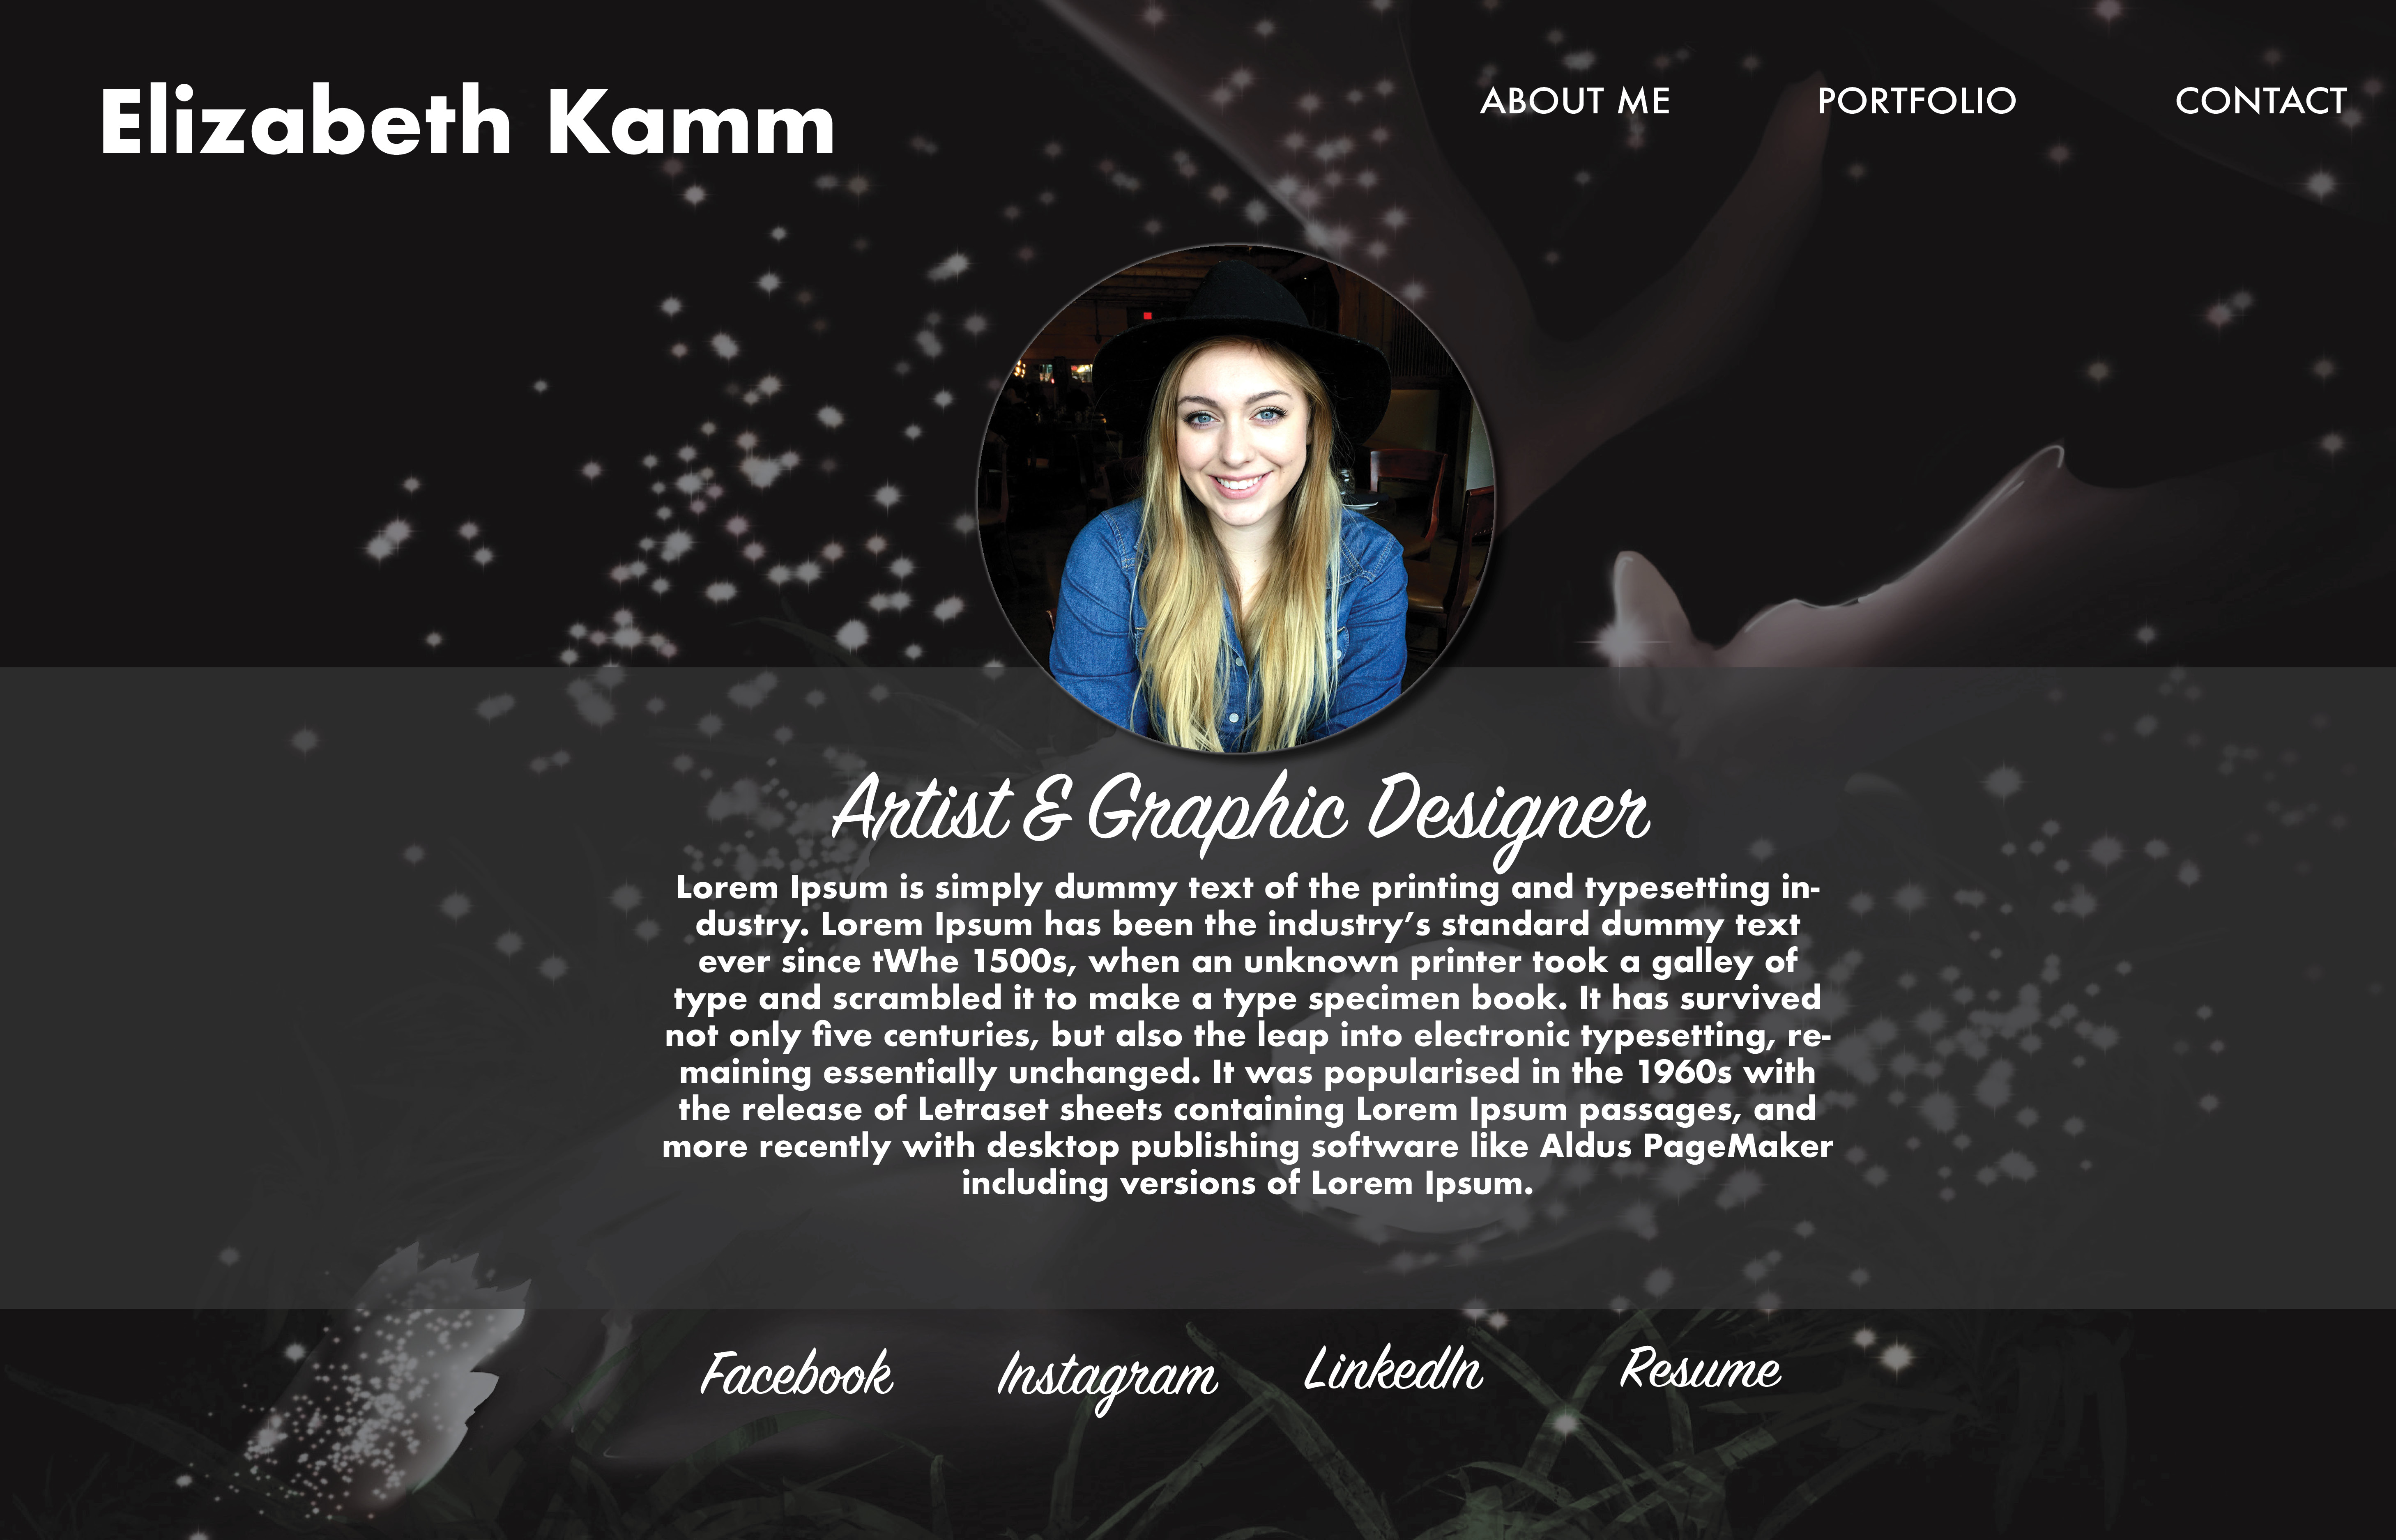 Elizabeth Kamm
ABOUT ME
PORTFOLIO
CONTACT
Artist & Graphic Designer
Lorem Ipsum is simply dummy text of the printing and typesetting in-
dustry. Lorem Ipsum has been the industry’s standard dummy text
ever since tWhe 1500s, when an unknown printer took a galley of
type and scrambled it to make a type specimen book. It has survived
not only five centuries, but also the leap into electronic typesetting, re-
maining essentially unchanged. It was popularised in the 1960s with
the release of Letraset sheets containing Lorem Ipsum passages, and
more recently with desktop publishing software like Aldus PageMaker
including versions of Lorem Ipsum.
Facebook
Instagram
LinkedIn
Resume